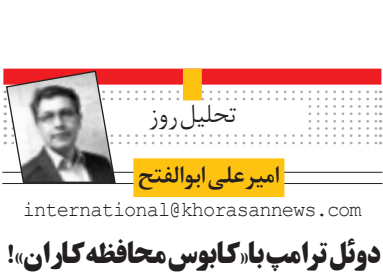 تحلیل روز
امیرعلی ابوالفتح
international@khorasannews.com
دوئل ترامپ با «کابوس محافظه کاران»!